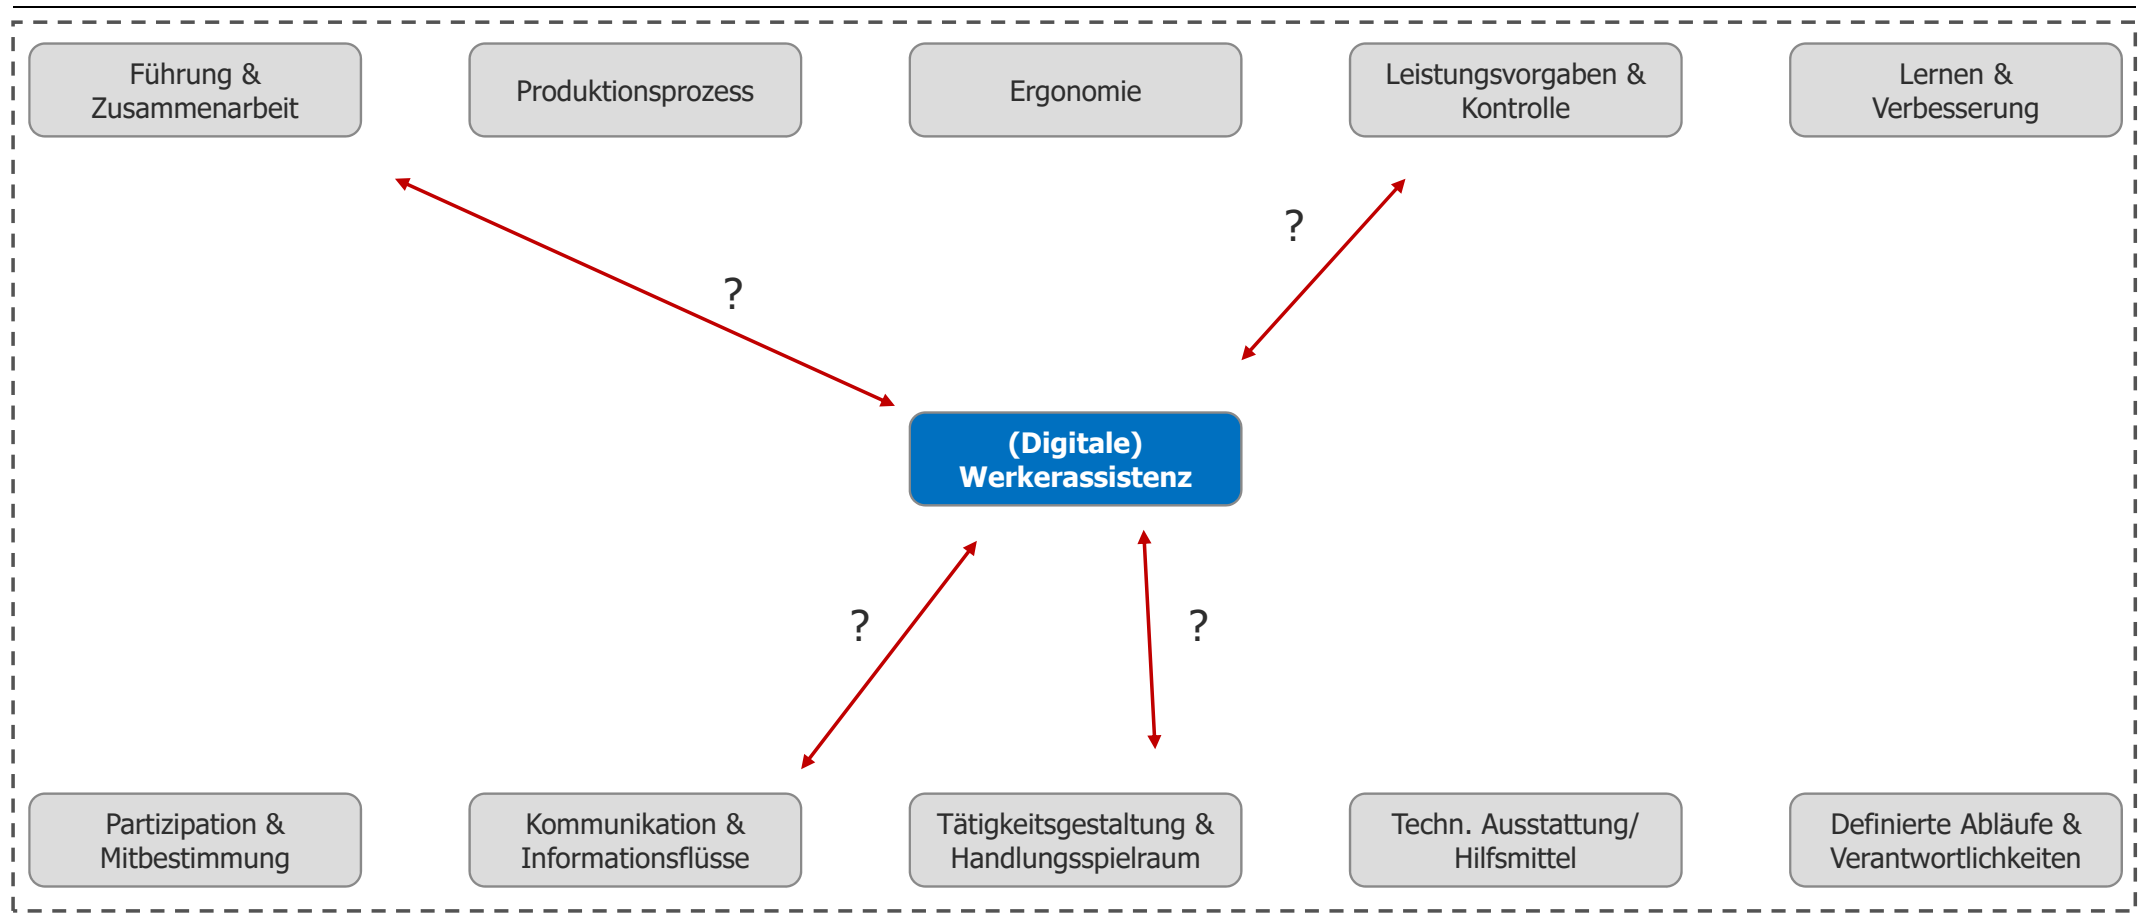 Führung &
Zusammenarbeit
Produktionsprozess
Ergonomie
Leistungsvorgaben &
Kontrolle
Lernen &
Verbesserung
?
?
(Digitale)
Werkerassistenz
?
?
Partizipation &
Mitbestimmung
Kommunikation &
Informationsflüsse
Tätigkeitsgestaltung &
Handlungsspielraum
Techn. Ausstattung/
Hilfsmittel
Definierte Abläufe &
Verantwortlichkeiten